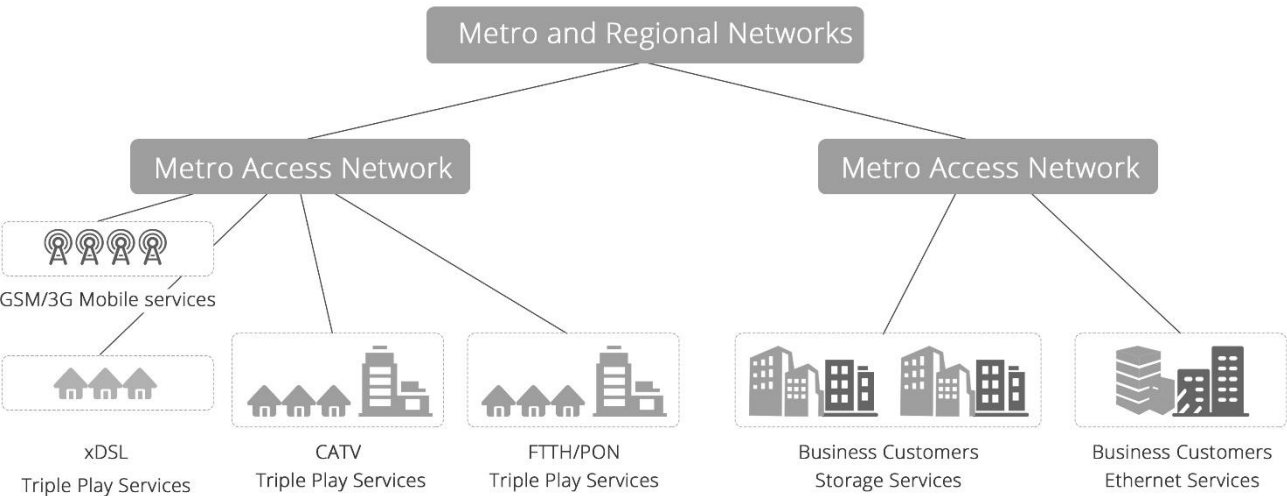 Metro and Regional Networks
Metro Access Network
Metro Access Network
GSM/3G Mobile services
xDSL
Triple Play Services
CATV
Triple Play Services
FTTH/PON
Triple Play Services
Business Customers
Storage Services
Business Customers
Ethernet Services